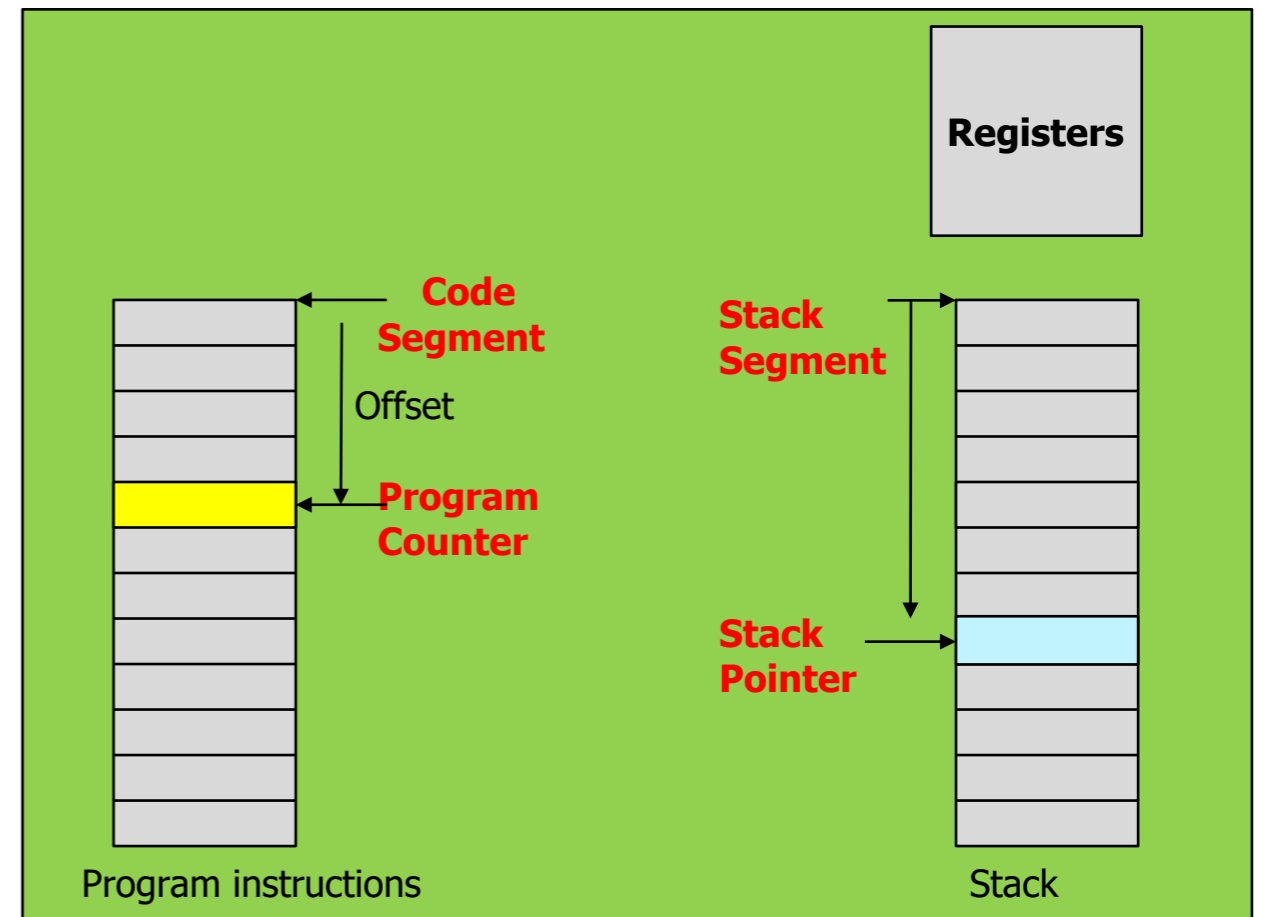 Registers
Code
Segment
Offset
Program
Counter
Stack
Segment
Stack
Pointer
Program instructions
Stack